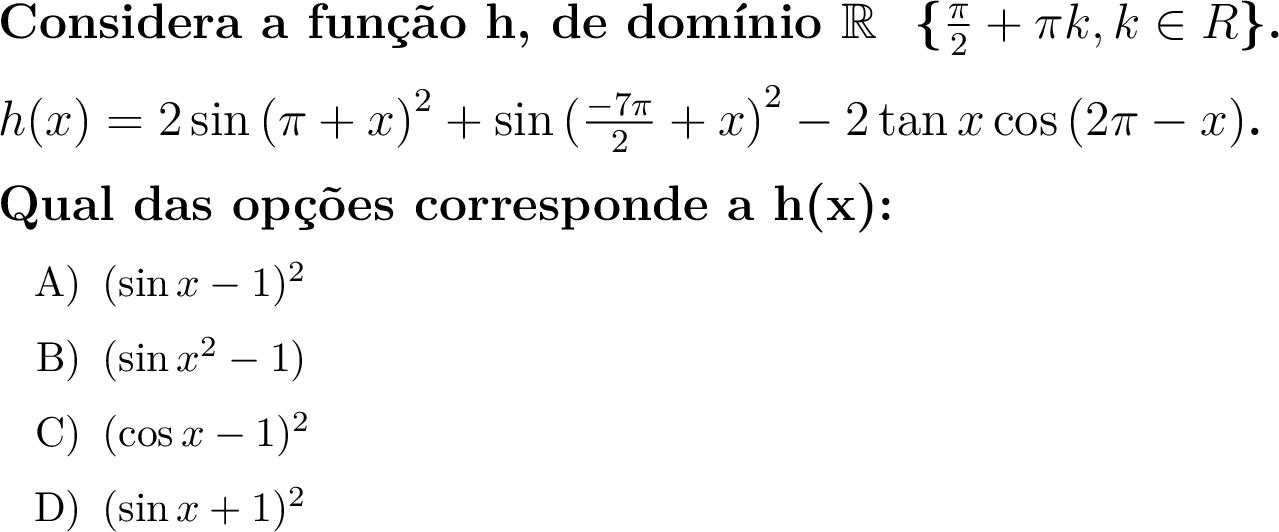 Considera a função h, de domínio ℝ {π/2 + πk, k ∈ R}.
h(x) = 2 sin (π + x)² + sin (−7π/2 + x)² − 2 tan x cos (2π − x).
Qual das opções corresponde a h(x):
A) (sin x − 1)²
B) (sin x² − 1)
C) (cos x − 1)²
D) (sin x + 1)²